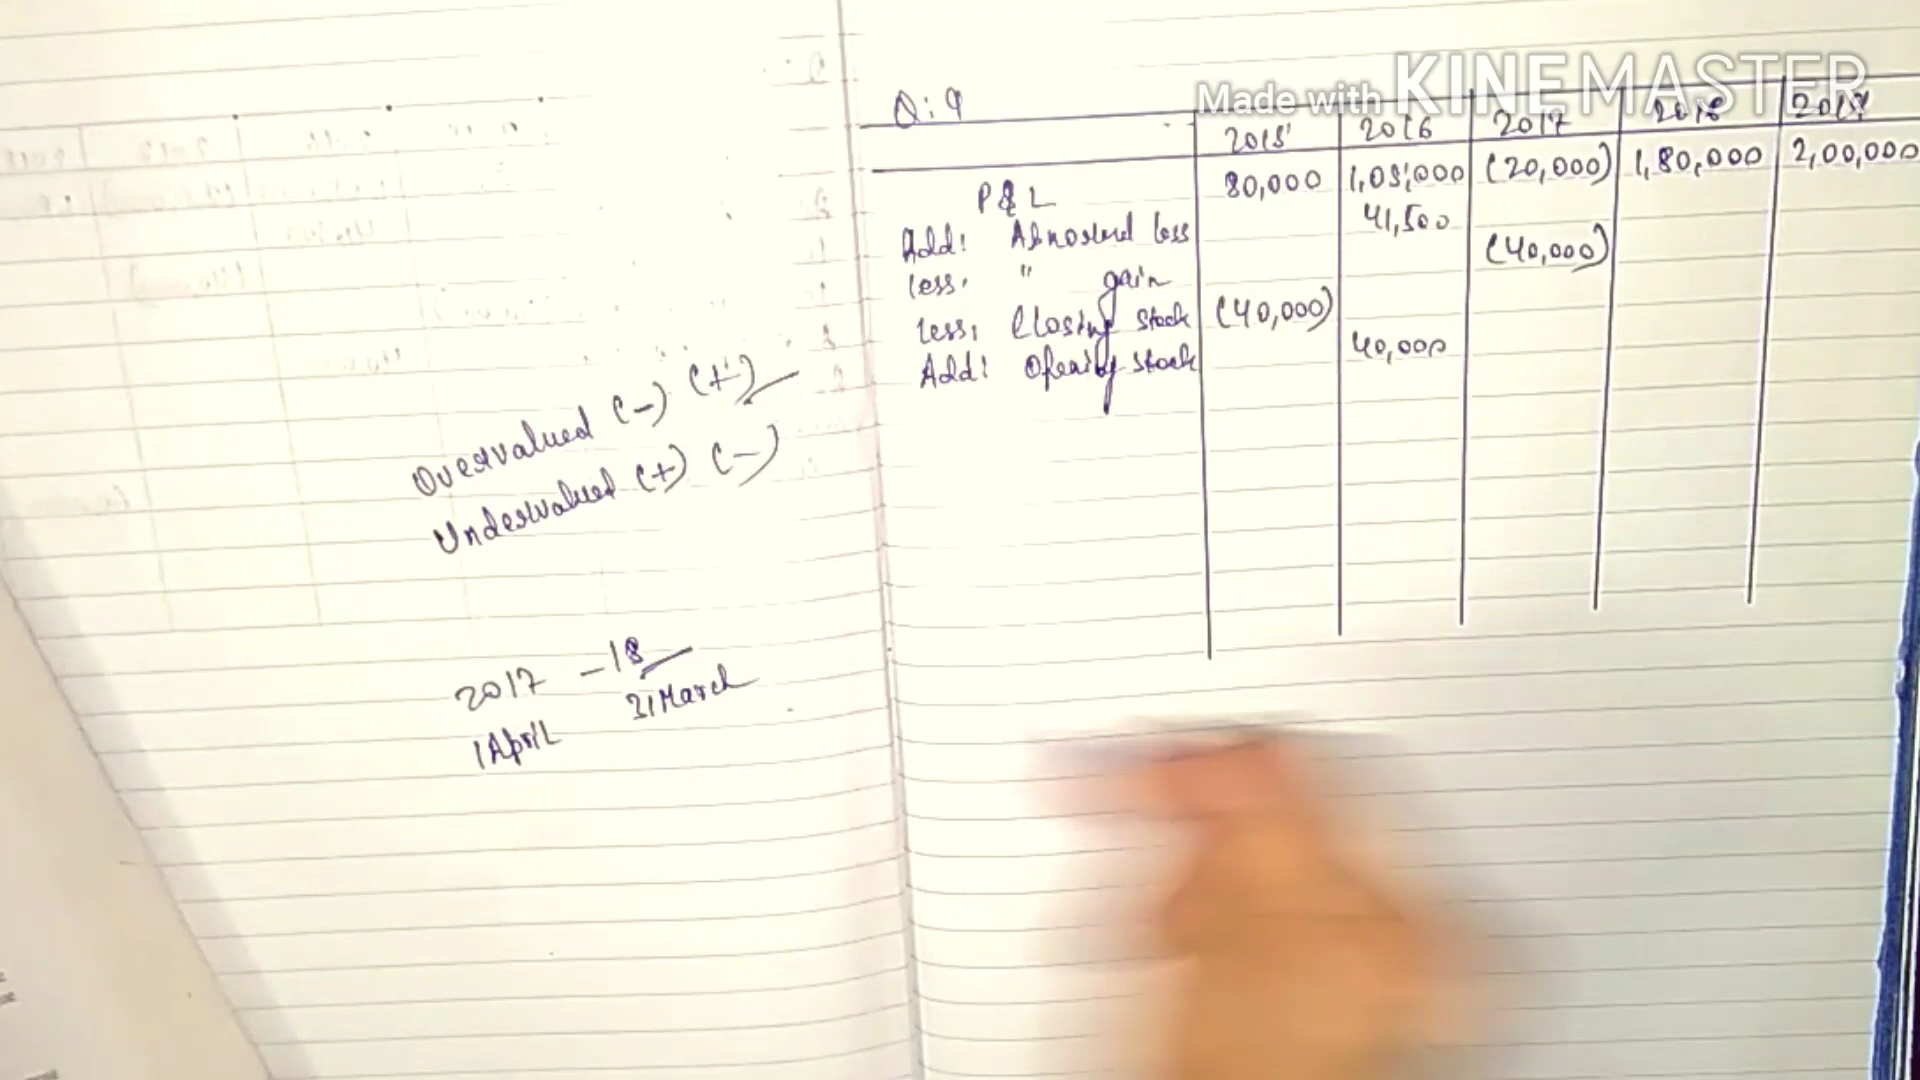 Made with KINEMASTER
Q:9
2015 2016 2017 2018 2017
P & L 80,000 1,05,000 (20,000) 1,80,000 2,00,000
Add: Abnormal loss 41,500
less: " gain (40,000)
less: Closing stock (40,000)
Add: Opening stock 40,000
Overvalued (-) (+)
Undervalued (+) (-)
2017 - 18
1 April 31 March